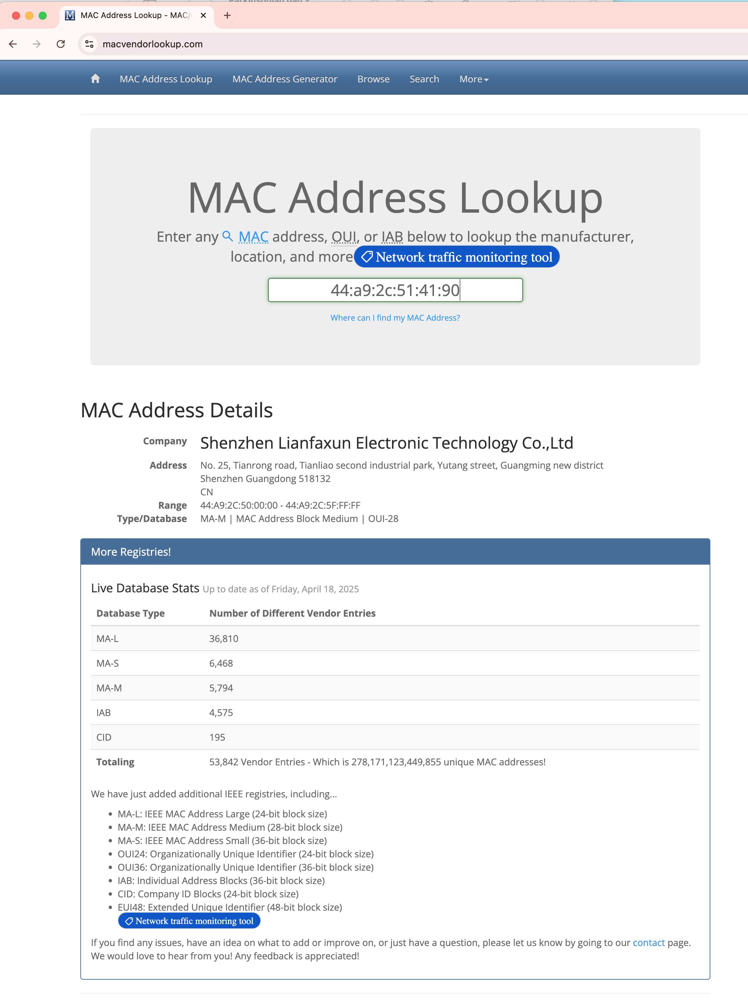 MAC Address Lookup - MAC/
macvendorlookup.com
MAC Address Lookup
MAC Address Generator
Browse
Search
More
MAC Address Lookup
Enter any MAC address, OUI, or IAB below to lookup the manufacturer,
location, and more Network traffic monitoring tool
44:a9:2c:51:41:90
Where can I find my MAC Address?
MAC Address Details
Company Shenzhen Lianfaxun Electronic Technology Co.,Ltd
Address No. 25, Tianrong road, Tianliao second industrial park, Yutang street, Guangming new district
Shenzhen Guangdong 518132
CN
Range 44:A9:2C:50:00:00 - 44:A9:2C:5F:FF:FF
Type/Database MA-M | MAC Address Block Medium | OUI-28
More Registries!
Live Database Stats Up to date as of Friday, April 18, 2025
Database Type Number of Different Vendor Entries
MA-L 36,810
MA-S 6,468
MA-M 5,794
IAB 4,575
CID 195
Totaling 53,842 Vendor Entries - Which is 278,171,123,449,855 unique MAC addresses!
We have just added additional IEEE registries, including...
• MA-L: IEEE MAC Address Large (24-bit block size)
• MA-M: IEEE MAC Address Medium (28-bit block size)
• MA-S: IEEE MAC Address Small (36-bit block size)
• OUI24: Organizationally Unique Identifier (24-bit block size)
• OUI36: Organizationally Unique Identifier (36-bit block size)
• IAB: Individual Address Blocks (36-bit block size)
• CID: Company ID Blocks (24-bit block size)
• EUI48: Extended Unique Identifier (48-bit block size)
Network traffic monitoring tool
If you find any issues, have an idea on what to add or improve on, or just have a question, please let us know by going to our contact page.
We would love to hear from you! Any feedback is appreciated!